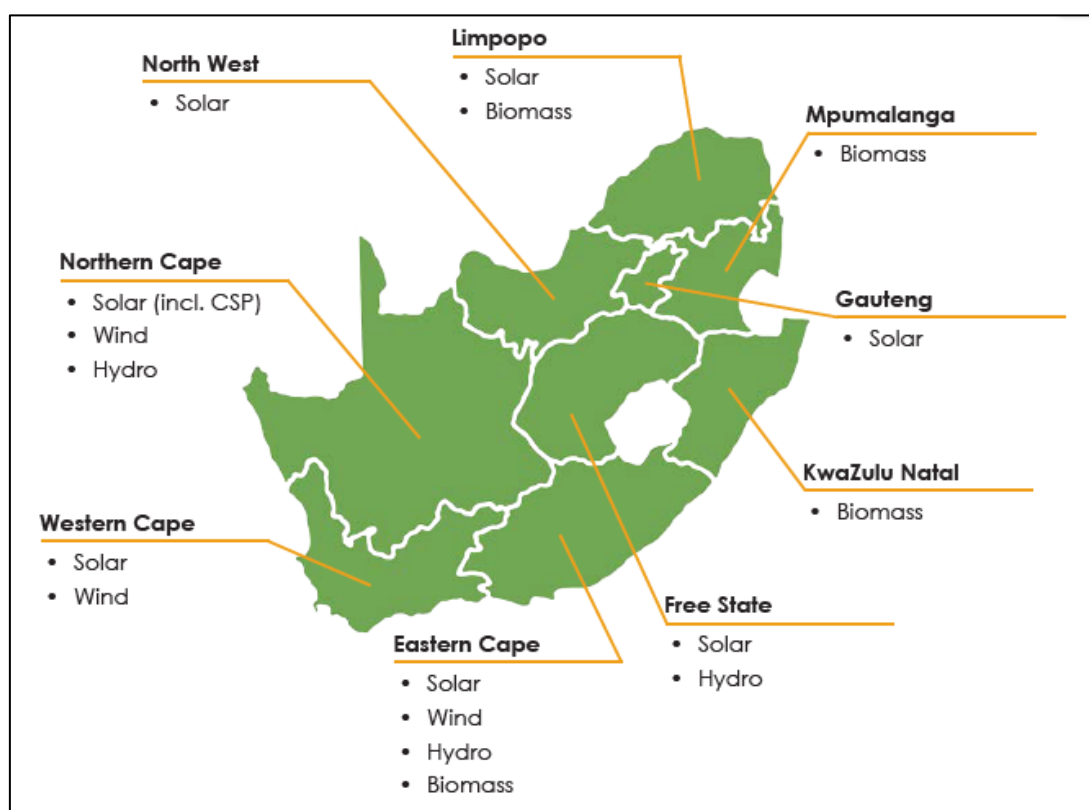 Limpopo
• Solar
• Biomass
North West
• Solar
Mpumalanga
• Biomass
Northern Cape
• Solar (incl. CSP)
• Wind
• Hydro
Gauteng
• Solar
KwaZulu Natal
• Biomass
Western Cape
• Solar
• Wind
Free State
• Solar
• Hydro
Eastern Cape
• Solar
• Wind
• Hydro
• Biomass